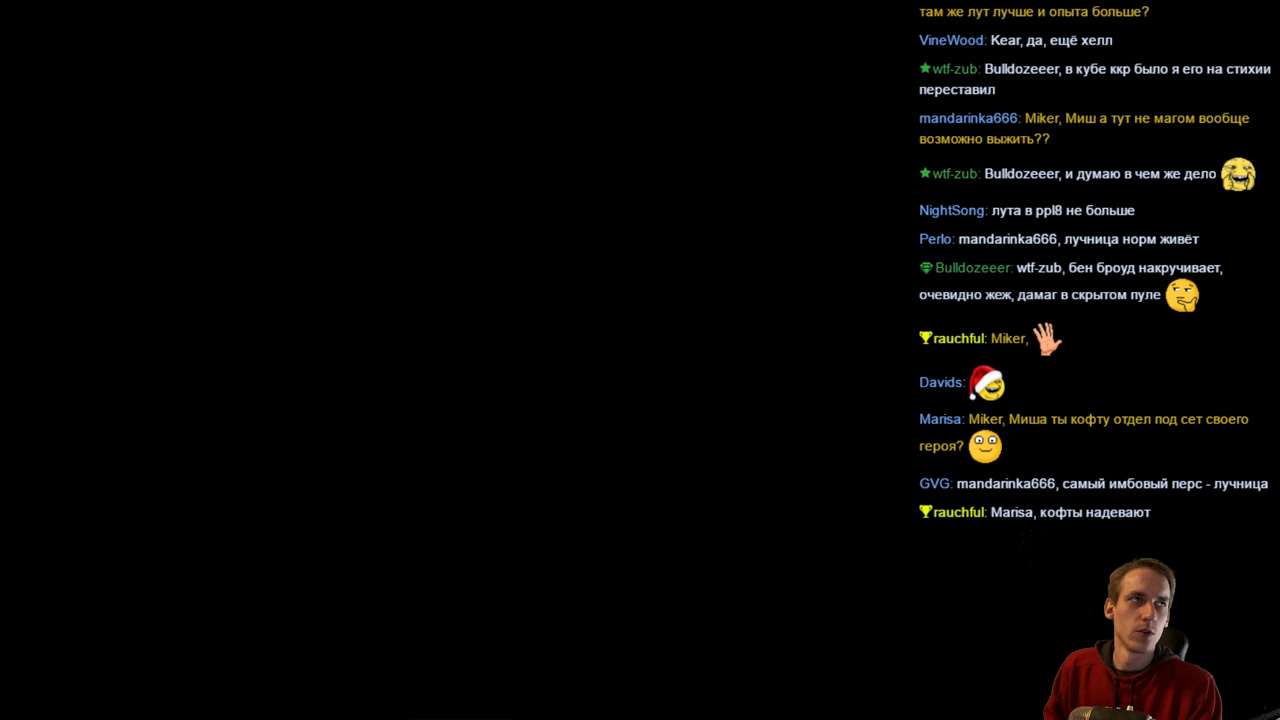 там же лут лучше и опыта больше?
VineWood: Kear, да, ещё хелл
wtf-zub: Bulldozeeer, в кубе ккр было я его на стихии
переставил
mandarinka666: Miker, Миш а тут не магом вообще
возможно выжить??
wtf-zub: Bulldozeeer, и думаю в чем же дело
NightSong: лута в ppl8 не больше
Perlo: mandarinka666, лучница норм живёт
Bulldozeeer: wtf-zub, бен броуд накручивает,
очевидно жеж, дамаг в скрытом пуле
rauchful: Miker,
Davids:
Marisa: Miker, Миша ты кофту отдел под сет своего
героя?
GVG: mandarinka666, самый имбовый перс - лучница
rauchful: Marisa, кофты надевают